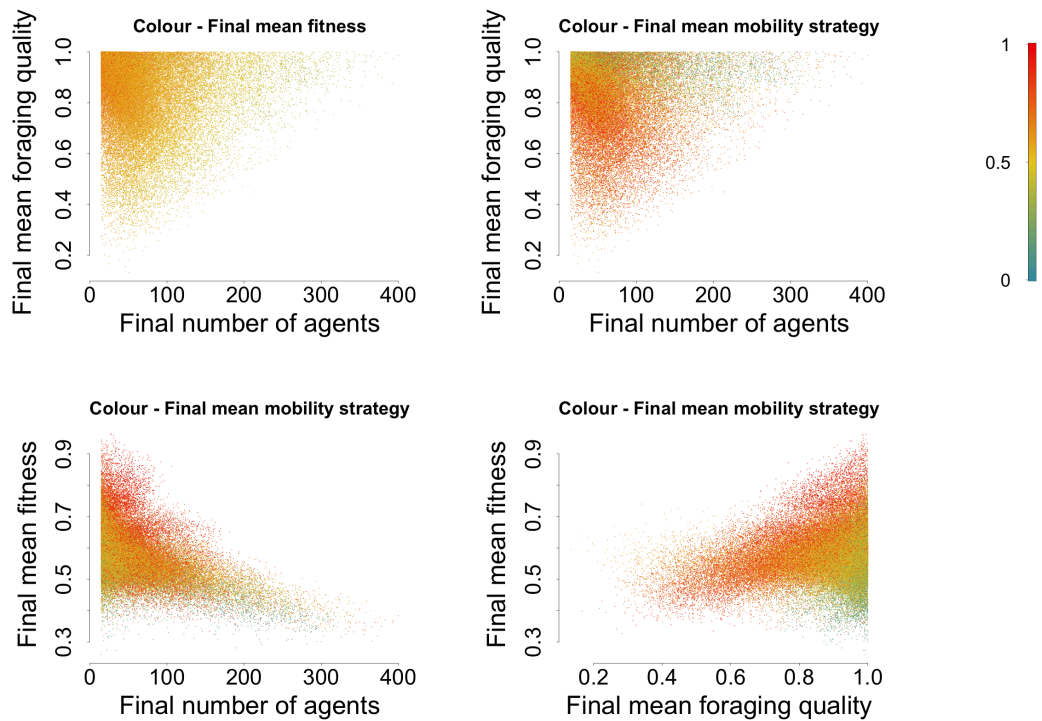 Colour - Final mean fitness
Final mean foraging quality
1.0
0.8
0.6
0.4
0.2
0 100 200 300 400
Final number of agents
Colour - Final mean mobility strategy
Final mean foraging quality
1.0
0.8
0.6
0.4
0.2
0 100 200 300 400
Final number of agents
1
0.5
0
Colour - Final mean mobility strategy
Final mean fitness
0.9
0.7
0.5
0.3
0 100 200 300 400
Final number of agents
Colour - Final mean mobility strategy
Final mean fitness
0.9
0.7
0.5
0.3
0.2 0.4 0.6 0.8 1.0
Final mean foraging quality